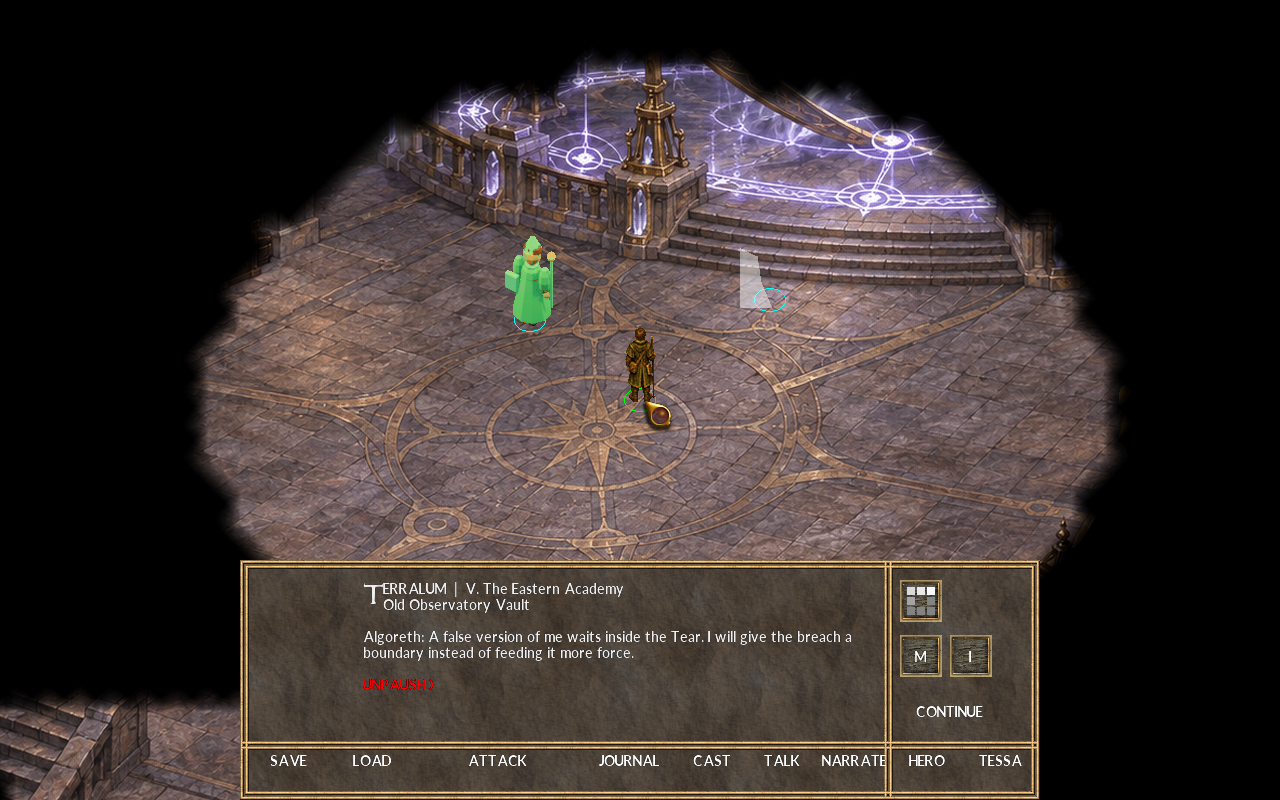 TERRALUM | V. The Eastern Academy
Old Observatory Vault
Algoreth: A false version of me waits inside the Tear. I will give the breach a
boundary instead of feeding it more force.
UNPAUSED
M I
CONTINUE
SAVE LOAD ATTACK JOURNAL CAST TALK NARRATE HERO TESSA